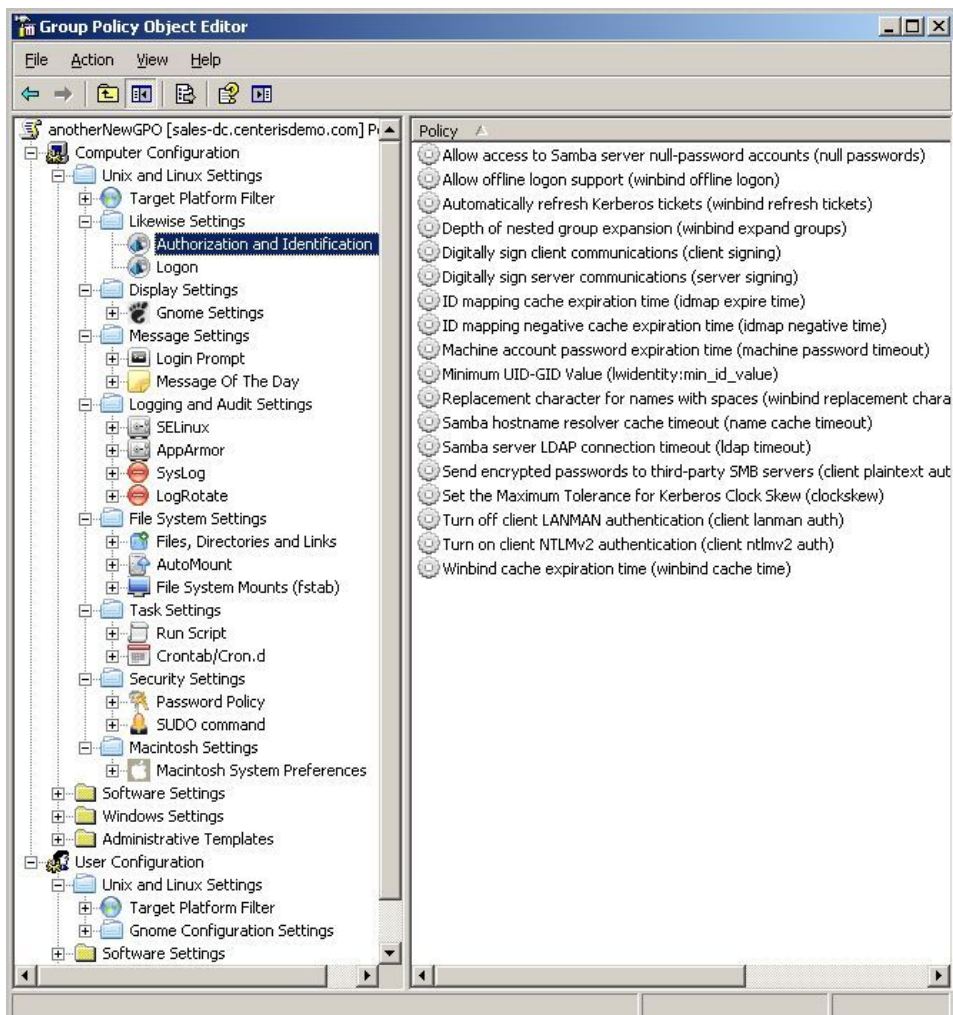 Group Policy Object Editor
File Action View Help
anotherNewGPO [sales-dc.centerisdemo.com]
Computer Configuration
Unix and Linux Settings
Target Platform Filter
Likewise Settings
Authorization and Identification
Logon
Display Settings
Gnome Settings
Message Settings
Login Prompt
Message Of The Day
Logging and Audit Settings
SELinux
AppArmor
SysLog
LogRotate
File System Settings
Files, Directories and Links
AutoMount
File System Mounts (fstab)
Task Settings
Run Script
Crontab/Cron.d
Security Settings
Password Policy
SUDO command
Macintosh Settings
Macintosh System Preferences
Software Settings
Windows Settings
Administrative Templates
User Configuration
Unix and Linux Settings
Target Platform Filter
Gnome Configuration Settings
Software Settings
Policy
Allow access to Samba server null-password accounts (null passwords)
Allow offline logon support (winbind offline logon)
Automatically refresh Kerberos tickets (winbind refresh tickets)
Depth of nested group expansion (winbind expand groups)
Digitally sign client communications (client signing)
Digitally sign server communications (server signing)
ID mapping cache expiration time (idmap expire time)
ID mapping negative cache expiration time (idmap negative time)
Machine account password expiration time (machine password timeout)
Minimum UID-GID Value (lwidentity:min_id_value)
Replacement character for names with spaces (winbind replacement chara
Samba hostname resolver cache timeout (name cache timeout)
Samba server LDAP connection timeout (ldap timeout)
Send encrypted passwords to third-party SMB servers (client plaintext aut
Set the Maximum Tolerance for Kerberos Clock Skew (clockskew)
Turn off client LANMAN authentication (client lanman auth)
Turn on client NTLMv2 authentication (client ntlmv2 auth)
Winbind cache expiration time (winbind cache time)